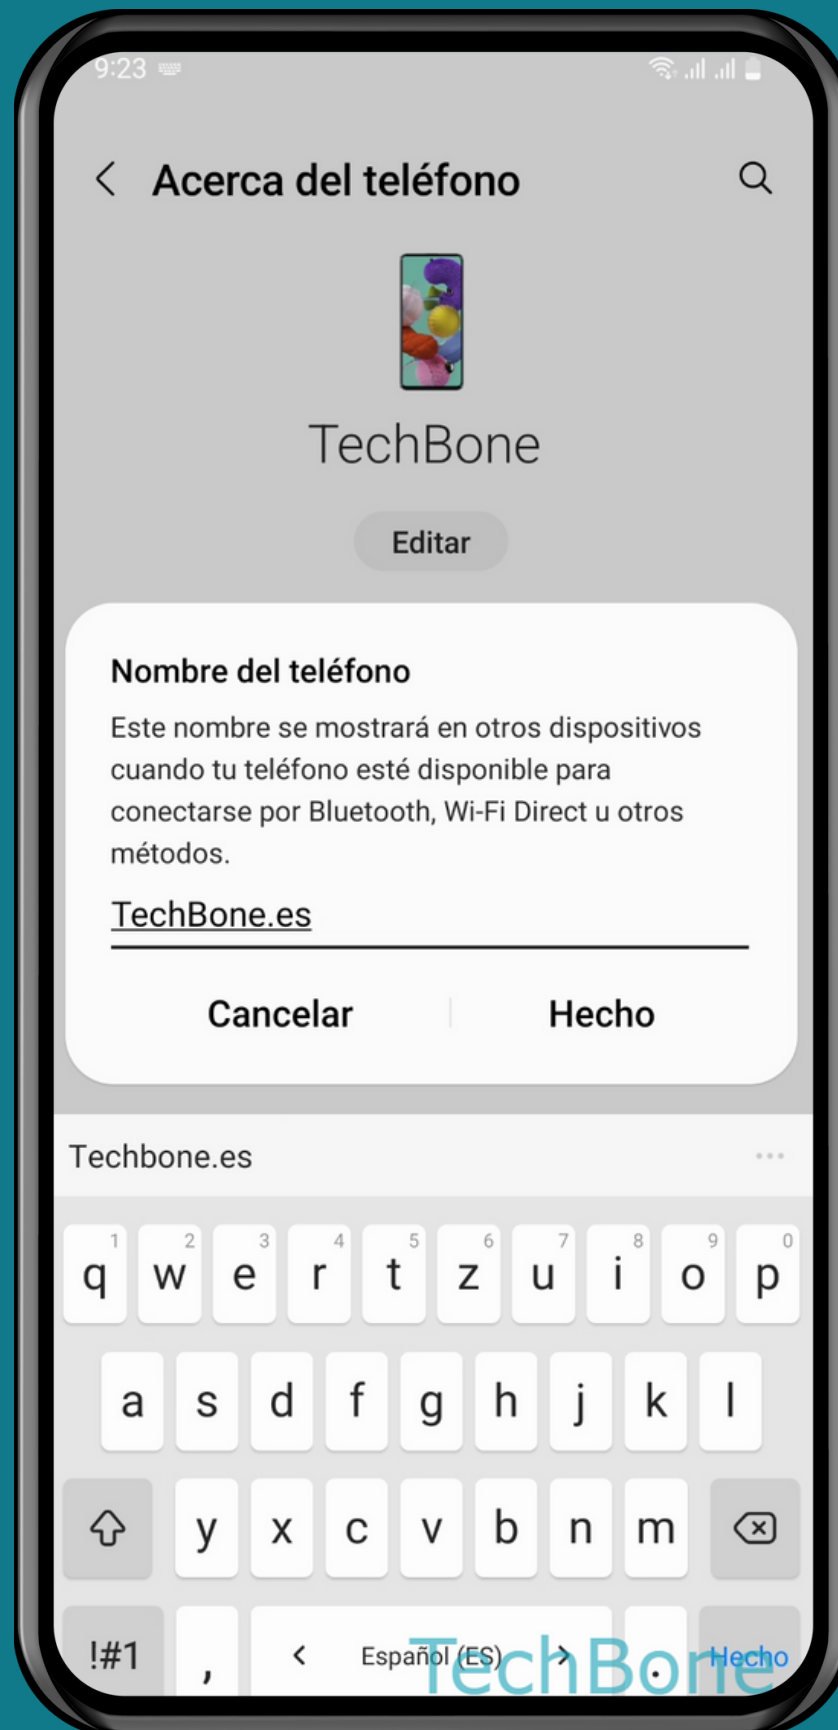 9:23
Acerca del teléfono
TechBone
Editar
Nombre del teléfono
Este nombre se mostrará en otros dispositivos
cuando tu teléfono esté disponible para
conectarse por Bluetooth, Wi-Fi Direct u otros
métodos.
TechBone.es
Cancelar Hecho
Techbone.es
1 2 3 4 5 6 7 8 9 0
q w e r t z u i o p
a s d f g h j k l
y x c v b n m
!#1 , < Español (ES) > . Hecho
TechBone